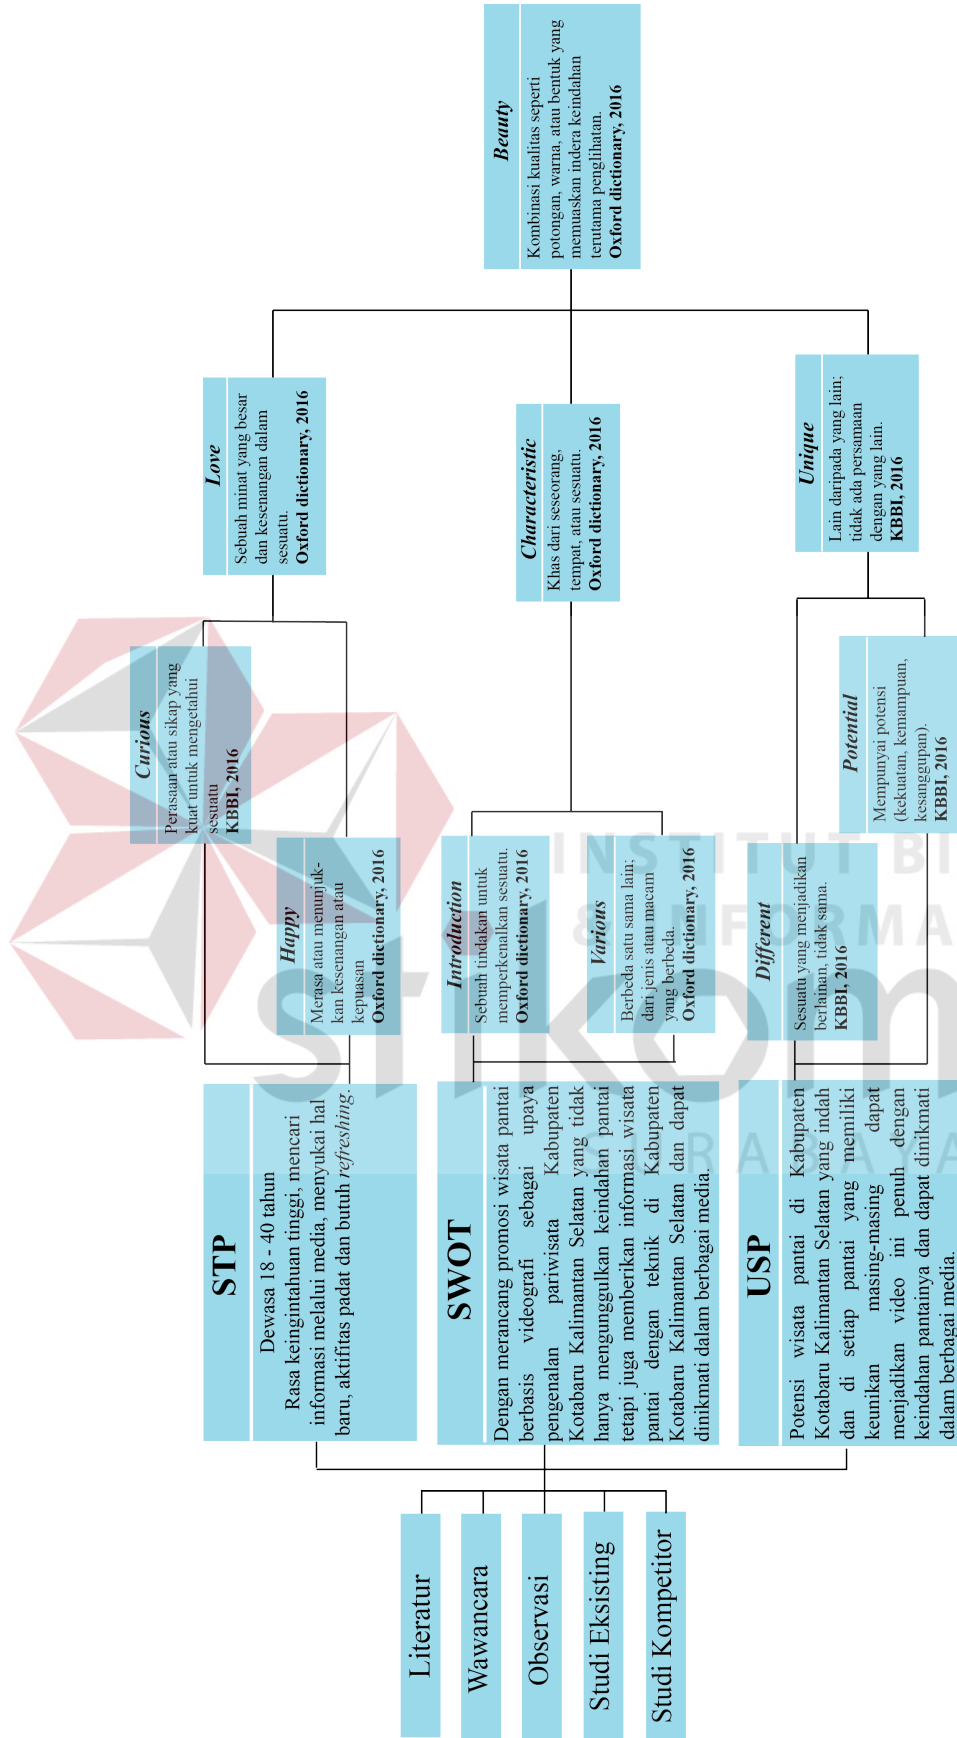 Literatur
Wawancara
Observasi
Studi Eksisting
Studi Kompetitor
STP
Dewasa 18 - 40 tahun
Rasa keingintahuan tinggi, mencari
informasi melalui media, menyukai hal
baru, aktifitas padat dan butuh refreshing.
SWOT
Dengan merancang promosi wisata pantai
berbasis videografi sebagai upaya
pengenalan pariwisata Kabupaten
Kotabaru Kalimantan Selatan yang tidak
hanya mengunggulkan keindahan pantai
tetapi juga memberikan informasi wisata
pantai dengan teknik di Kabupaten
Kotabaru Kalimantan Selatan dan dapat
dinikmati dalam berbagai media.
USP
Potensi wisata pantai di Kabupaten
Kotabaru Kalimantan Selatan yang indah
dan di setiap pantai yang memiliki
keunikan masing-masing dapat
menjadikan video ini penuh dengan
keindahan pantainya dan dapat dinikmati
dalam berbagai media.
Curious
Perasaan atau sikap yang
kuat untuk mengetahui
sesuatu
KBBI, 2016
Happy
Merasa atau menunjuk-
kan kesenangan atau
kepuasan
Oxford dictionary, 2016
Introduction
Sebuah tindakan untuk
memperkenalkan sesuatu.
Oxford dictionary, 2016
Various
Berbeda satu sama lain;
dari jenis atau macam
yang berbeda.
Oxford dictionary, 2016
Different
Sesuatu yang menjadikan
berlainan, tidak sama.
KBBI, 2016
Potential
Mempunyai potensi
(kekuatan, kemampuan,
kesanggupan).
KBBI, 2016
Love
Sebuah minat yang besar
dan kesenangan dalam
sesuatu.
Oxford dictionary, 2016
Characteristic
Khas dari seseorang,
tempat, atau sesuatu.
Oxford dictionary, 2016
Unique
Lain daripada yang lain;
tidak ada persamaan
dengan yang lain.
KBBI, 2016
Beauty
Kombinasi kualitas seperti
potongan, warna, atau bentuk yang
memuaskan indera keindahan
terutama penglihatan.
Oxford dictionary, 2016
INSTITUT BI
& INFORMA
stikom
SURABAYA